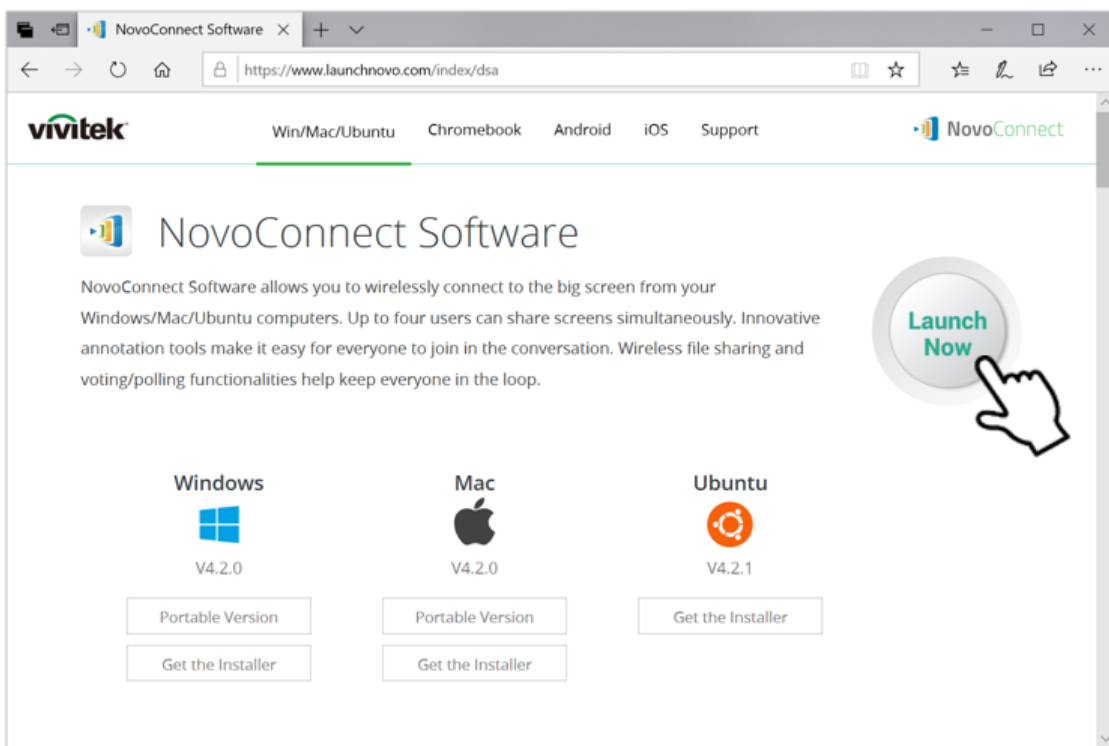 NovoConnect Software
https://www.launchnovo.com/index/dsa
vivitek
Win/Mac/Ubuntu Chromebook Android iOS Support
NovoConnect
NovoConnect Software
NovoConnect Software allows you to wirelessly connect to the big screen from your
Windows/Mac/Ubuntu computers. Up to four users can share screens simultaneously. Innovative
annotation tools make it easy for everyone to join in the conversation. Wireless file sharing and
voting/polling functionalities help keep everyone in the loop.
Launch
Now
Windows Mac Ubuntu
V4.2.0 V4.2.0 V4.2.1
Portable Version Portable Version Get the Installer
Get the Installer Get the Installer